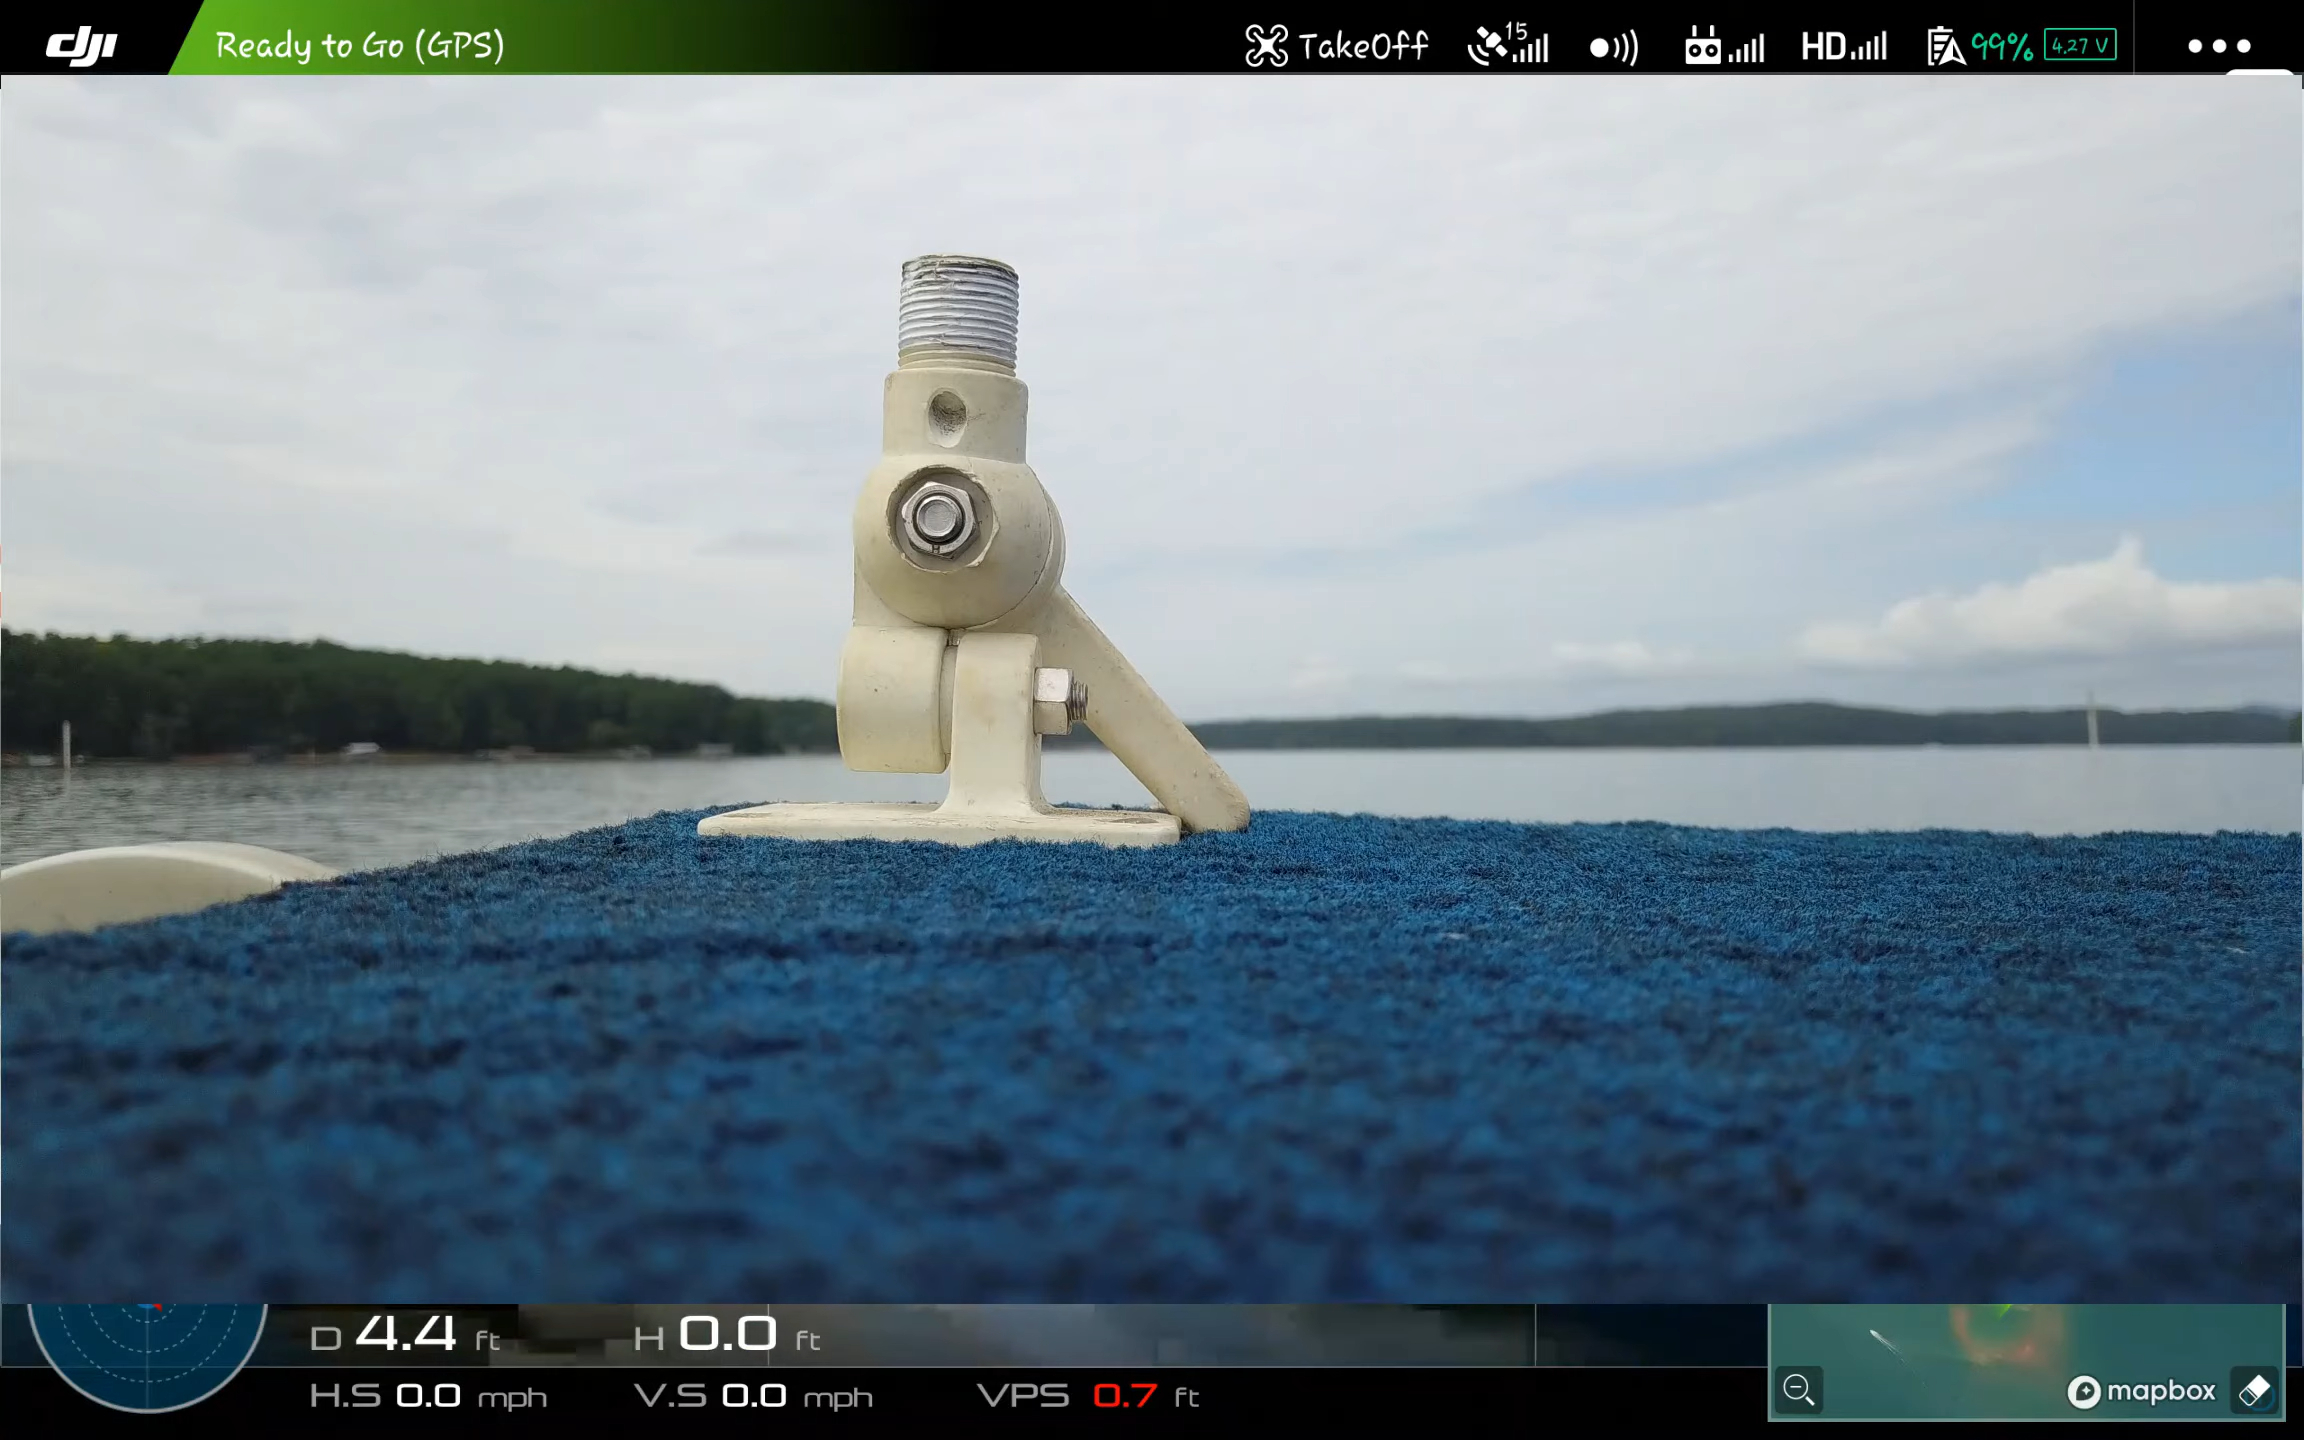 dji Ready to Go (GPS) TakeOff 15 HD 99% 4.27 V
D 4.4 ft H 0.0 ft
H.S 0.0 mph V.S 0.0 mph VPS 0.7 ft
mapbox